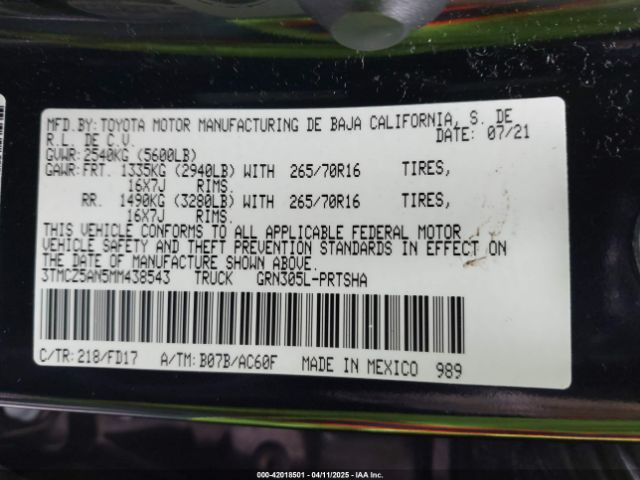 MFD.BY:TOYOTA MOTOR MANUFACTURING DE BAJA CALIFORNIA, S. DE
R.L. DE C.V. DATE: 07/21
GVWR:2540KG (5600LB)
GAWR:FRT. 1335KG (2940LB) WITH 265/70R16 TIRES,
16X7J RIMS.
RR. 1490KG (3280LB) WITH 265/70R16 TIRES,
16X7J RIMS.
THIS VEHICLE CONFORMS TO ALL APPLICABLE FEDERAL MOTOR
VEHICLE SAFETY AND THEFT PREVENTION STANDARDS IN EFFECT ON
THE DATE OF MANUFACTURE SHOWN ABOVE.
3TMCZ5AN5MM438543 TRUCK GRN305L-PRTSHA
C/TR:218/FD17 A/TM:B07B/AC60F MADE IN MEXICO 989
000-42018501 - 04/11/2025 - IAA Inc.